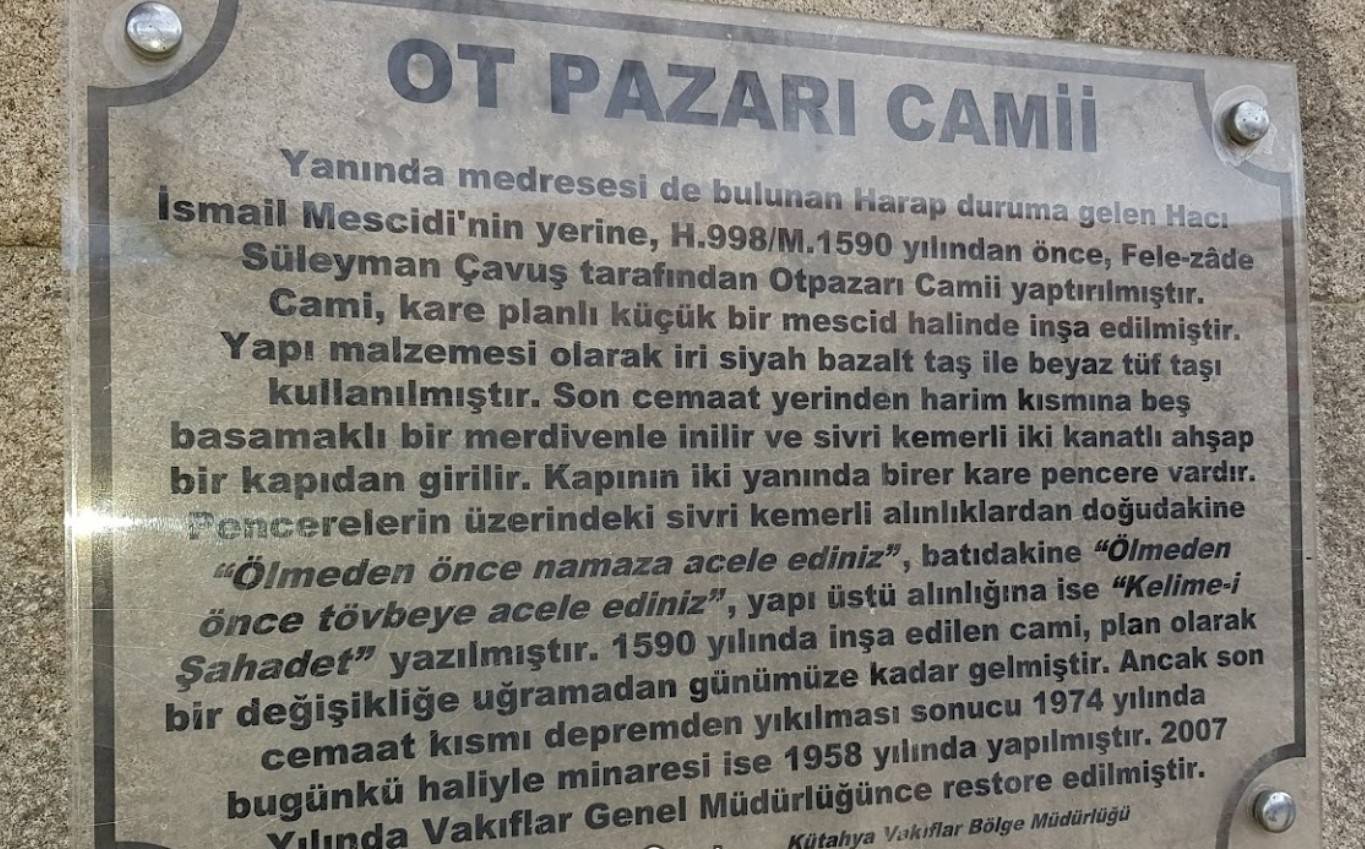 OT PAZARI CAMİİ
Yanında medresesi de bulunan Harap duruma gelen Hacı
İsmail Mescidi'nin yerine, H.998/M.1590 yılından önce, Fele-zâde
Süleyman Çavuş tarafından Otpazarı Camii yaptırılmıştır.
Cami, kare planlı küçük bir mescid halinde inşa edilmiştir.
Yapı malzemesi olarak iri siyah bazalt taş ile beyaz tüf taşı
kullanılmıştır. Son cemaat yerinden harim kısmına beş
basamaklı bir merdivenle inilir ve sivri kemerli iki kanatlı ahşap
bir kapıdan girilir. Kapının iki yanında birer kare pencere vardır.
Pencerelerin üzerindeki sivri kemerli alınlıklardan doğudakine
“Ölmeden önce namaza acele ediniz”, batıdakine “Ölmeden
önce tövbeye acele ediniz”, yapı üstü alınlığına ise “Kelime-i
Şahadet” yazılmıştır. 1590 yılında inşa edilen cami, plan olarak
bir değişikliğe uğramadan günümüze kadar gelmiştir. Ancak son
cemaat kısmı depremden yıkılması sonucu 1974 yılında
bugünkü haliyle minaresi ise 1958 yılında yapılmıştır. 2007
Yılında Vakıflar Genel Müdürlüğünce restore edilmiştir.
Kütahya Vakıflar Bölge Müdürlüğü